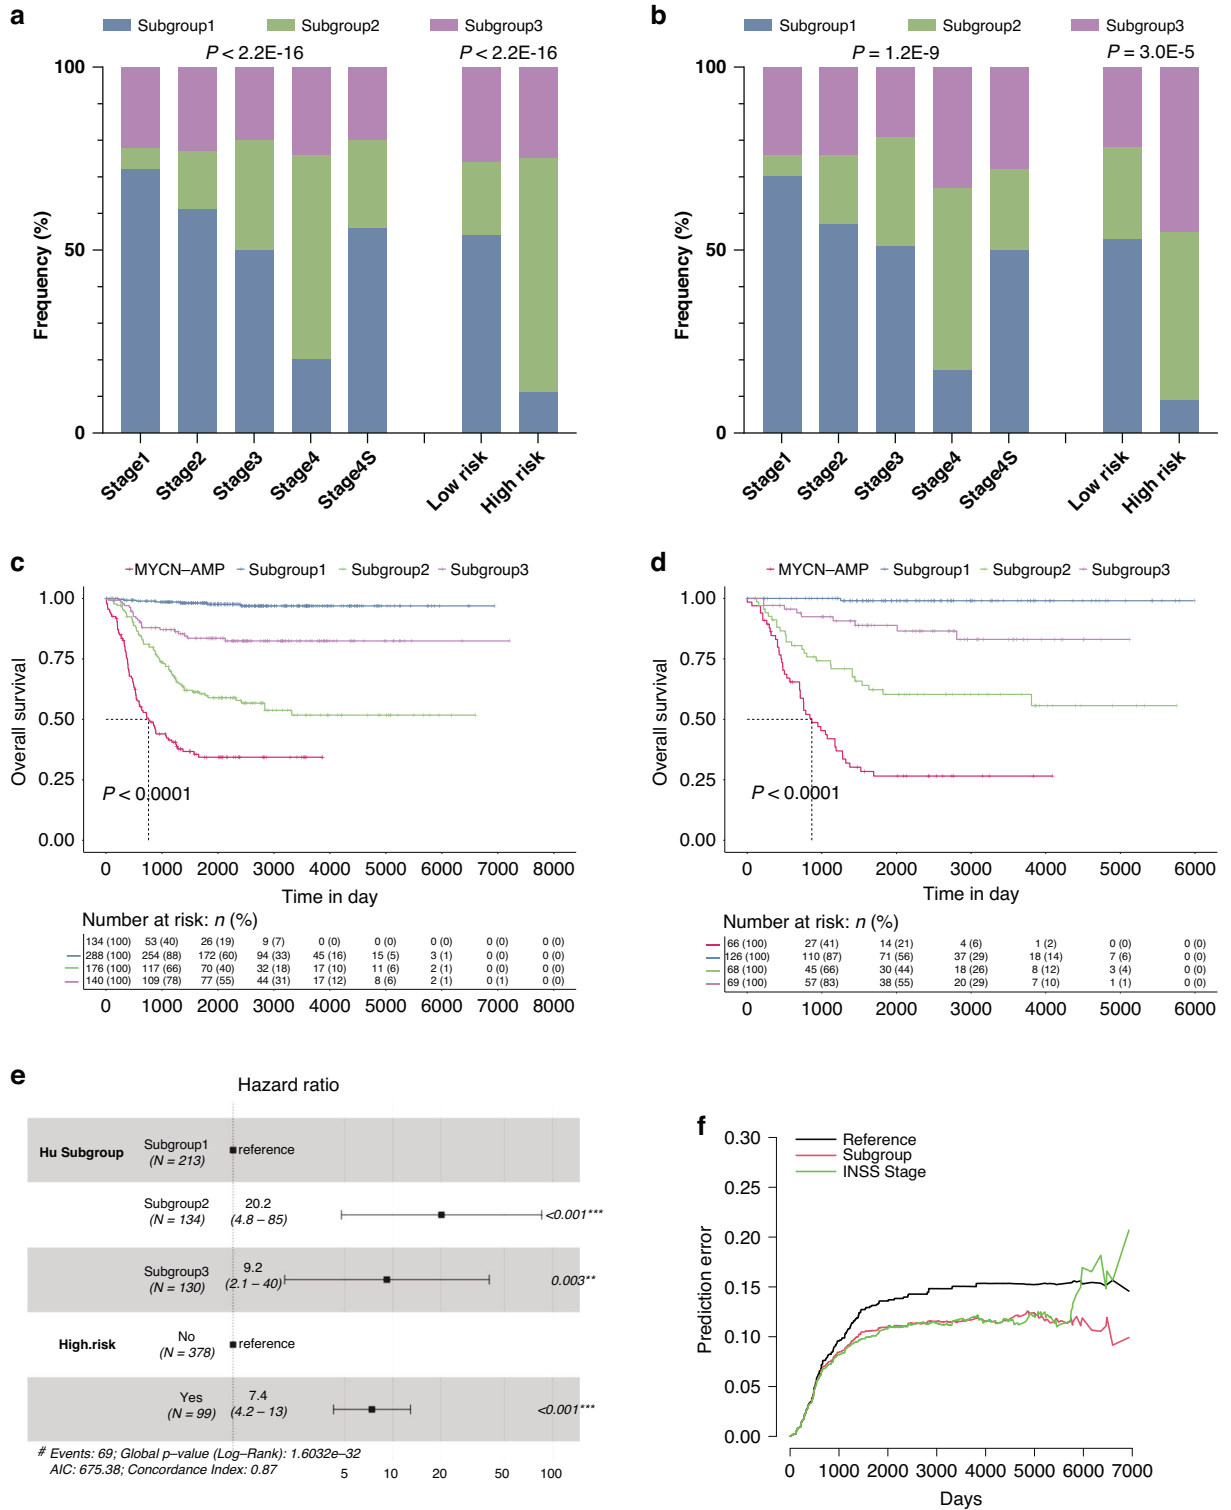 a
Subgroup1 Subgroup2 Subgroup3
P < 2.2E-16 P < 2.2E-16
100
50
0
Frequency (%)
Stage1 Stage2 Stage3 Stage4 Stage4S Low risk High risk
b
Subgroup1 Subgroup2 Subgroup3
P = 1.2E-9 P = 3.0E-5
100
50
0
Frequency (%)
Stage1 Stage2 Stage3 Stage4 Stage4S Low risk High risk
c
MYCN–AMP Subgroup1 Subgroup2 Subgroup3
1.00
0.75
0.50
0.25
0.00
Overall survival
P < 0.0001
0 1000 2000 3000 4000 5000 6000 7000 8000
Time in day
Number at risk: n (%)
134 (100) 53 (40) 26 (19) 9 (7) 0 (0) 0 (0) 0 (0) 0 (0) 0 (0)
288 (100) 254 (88) 172 (60) 94 (33) 45 (16) 15 (5) 3 (1) 0 (0) 0 (0)
176 (100) 117 (66) 70 (40) 32 (18) 17 (10) 11 (6) 2 (1) 0 (0) 0 (0)
140 (100) 109 (78) 77 (55) 44 (31) 17 (12) 8 (6) 2 (1) 0 (1) 0 (0)
0 1000 2000 3000 4000 5000 6000 7000 8000
d
MYCN–AMP Subgroup1 Subgroup2 Subgroup3
1.00
0.75
0.50
0.25
0.00
Overall survival
P < 0.0001
0 1000 2000 3000 4000 5000 6000
Time in day
Number at risk: n (%)
66 (100) 27 (41) 14 (21) 4 (6) 1 (2) 0 (0) 0 (0)
126 (100) 110 (87) 71 (56) 37 (29) 18 (14) 7 (6) 0 (0)
68 (100) 45 (66) 30 (44) 18 (26) 8 (12) 3 (4) 0 (0)
69 (100) 57 (83) 38 (55) 20 (29) 7 (10) 1 (1) 0 (0)
0 1000 2000 3000 4000 5000 6000
e
Hazard ratio
Hu Subgroup Subgroup1 reference
(N = 213)
Subgroup2 20.2
(N = 134) (4.8 – 85) <0.001***
Subgroup3 9.2
(N = 130) (2.1 – 40) 0.003**
High.risk No reference
(N = 378)
Yes 7.4
(N = 99) (4.2 – 13) <0.001***
# Events: 69; Global p–value (Log–Rank): 1.6032e–32
AIC: 675.38; Concordance Index: 0.87
5 10 20 50 100
f
Reference
Subgroup
INSS Stage
0.30
0.25
0.20
0.15
0.10
0.05
0.00
Prediction error
0 1000 2000 3000 4000 5000 6000 7000
Days